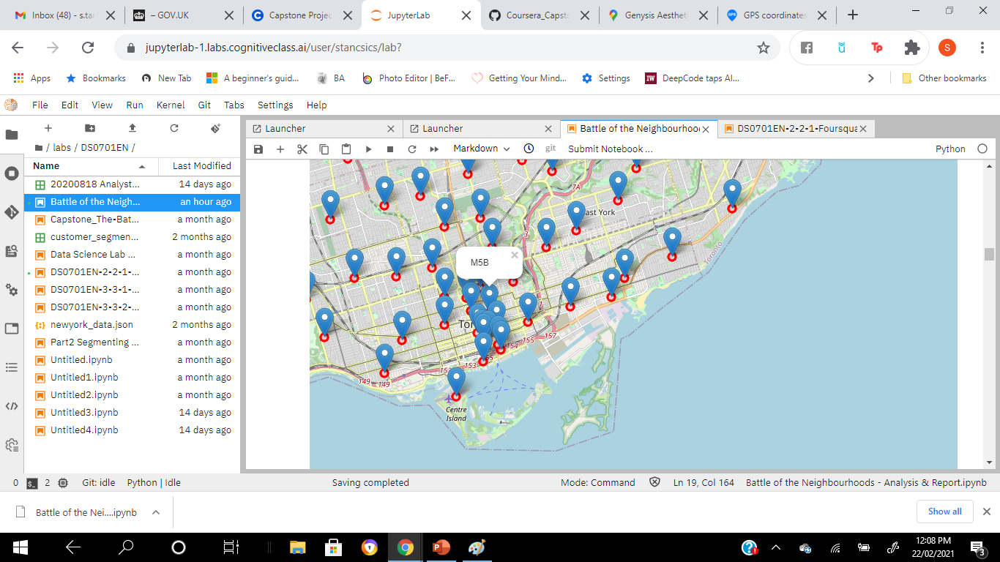 Inbox (48) - s.tar
– GOV.UK
Capstone Projec
JupyterLab
Coursera_Capst
Genysis Aestheti
GPS coordinates
jupyterlab-1.labs.cognitiveclass.ai/user/stancsics/lab?
S
Apps
Bookmarks
New Tab
A beginner's guid...
BA
Photo Editor | BeF...
Getting Your Mind...
Settings
DeepCode taps AI...
Other bookmarks
File Edit View Run Kernel Git Tabs Settings Help
/ labs / DS0701EN /
Name Last Modified
20200818 Analyst... 14 days ago
Battle of the Neigh... an hour ago
Capstone_The-Bat... a month ago
customer_segmen... 2 months ago
Data Science Lab ... a month ago
DS0701EN-2-2-1-... a month ago
DS0701EN-3-3-1-... a month ago
DS0701EN-3-3-2-... a month ago
newyork_data.json 2 months ago
Part2 Segmenting ... a month ago
Untitled.ipynb a month ago
Untitled1.ipynb a month ago
Untitled2.ipynb a month ago
Untitled3.ipynb 14 days ago
Untitled4.ipynb 14 days ago
Launcher
Launcher
Battle of the Neighbourhoo
DS0701EN-2-2-1-Foursqua
Markdown
git
Submit Notebook ...
Python
7A
ast York
3
M5B
Toronto
Tor
157
155
154
153
149
149
Centre
Island
0
2
Git: idle
Python | Idle
Saving completed
Mode: Command
Ln 19, Col 164
Battle of the Neighbourhoods - Analysis & Report.ipynb
Battle of the Nei....ipynb
Show all
12:08 PM
22/02/2021
3